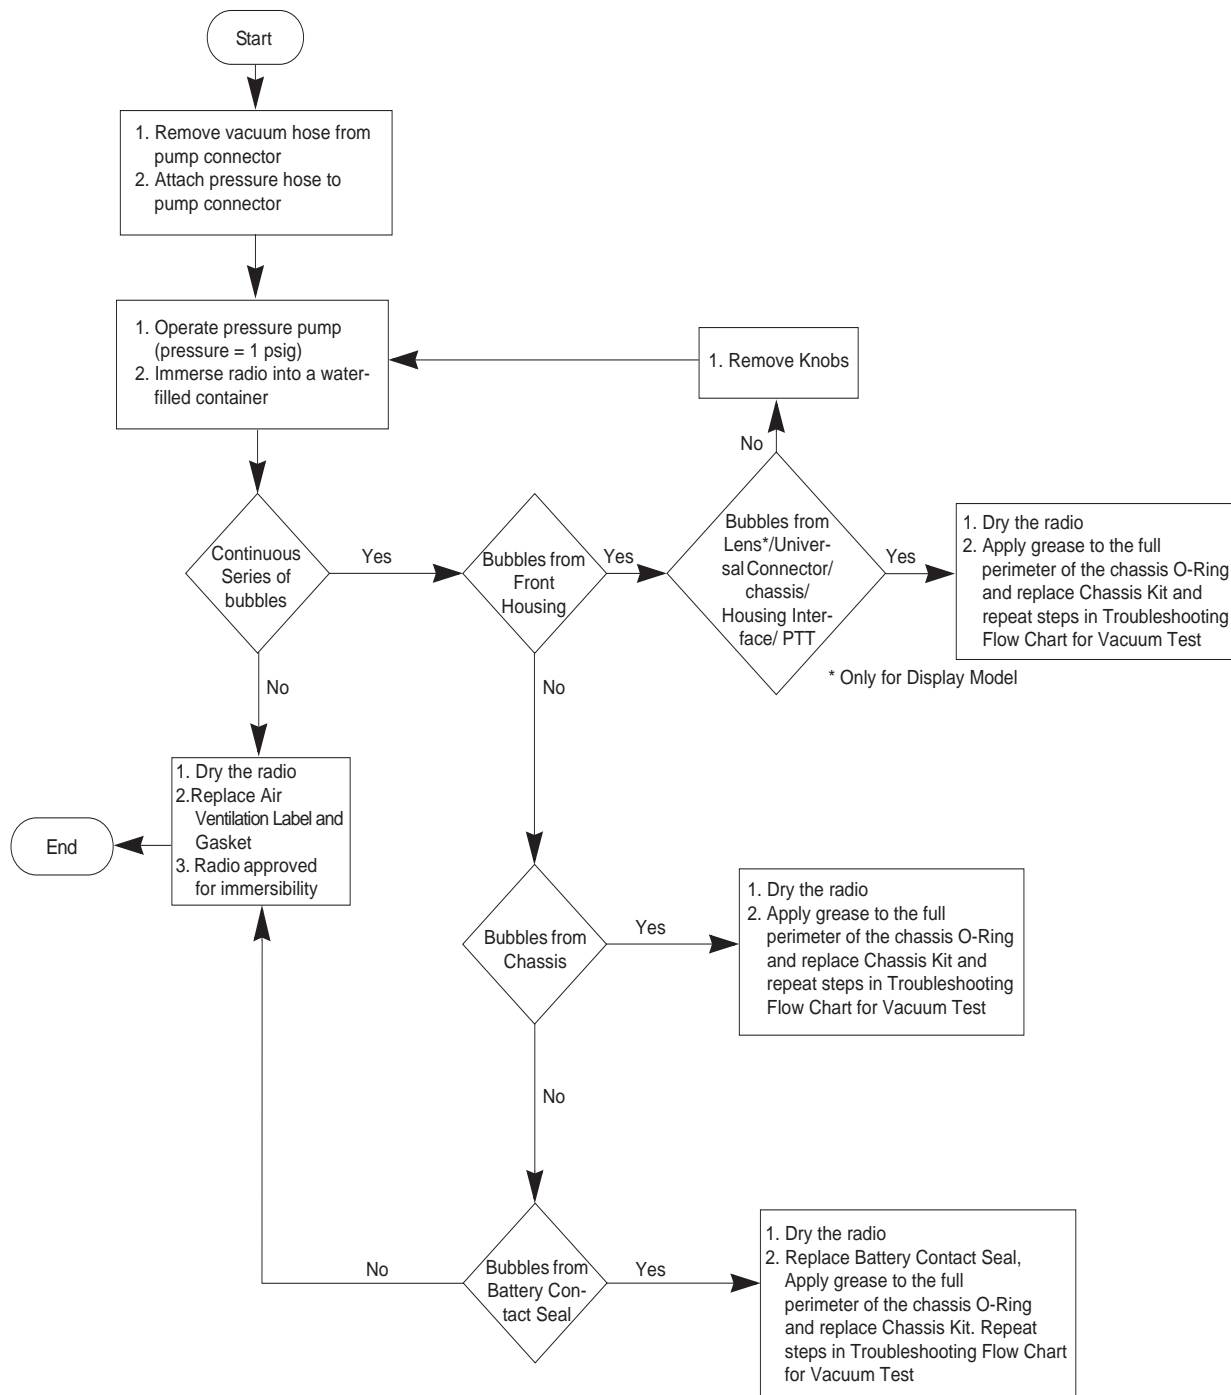 Start
1. Remove vacuum hose from
pump connector
2. Attach pressure hose to
pump connector
1. Operate pressure pump
(pressure = 1 psig)
2. Immerse radio into a water-
filled container
1. Remove Knobs
No
Continuous
Series of
bubbles
Yes
Bubbles from
Front
Housing
Yes
Bubbles from
Lens*/Univer-
sal Connector/
chassis/
Housing Inter-
face/ PTT
Yes
1. Dry the radio
2. Apply grease to the full
perimeter of the chassis O-Ring
and replace Chassis Kit and
repeat steps in Troubleshooting
Flow Chart for Vacuum Test
* Only for Display Model
No
No
1. Dry the radio
2.Replace Air
Ventilation Label and
Gasket
3. Radio approved
for immersibility
End
Bubbles from
Chassis
Yes
1. Dry the radio
2. Apply grease to the full
perimeter of the chassis O-Ring
and replace Chassis Kit and
repeat steps in Troubleshooting
Flow Chart for Vacuum Test
No
No
Bubbles from
Battery Con-
tact Seal
Yes
1. Dry the radio
2. Replace Battery Contact Seal,
Apply grease to the full
perimeter of the chassis O-Ring
and replace Chassis Kit. Repeat
steps in Troubleshooting Flow Chart
for Vacuum Test